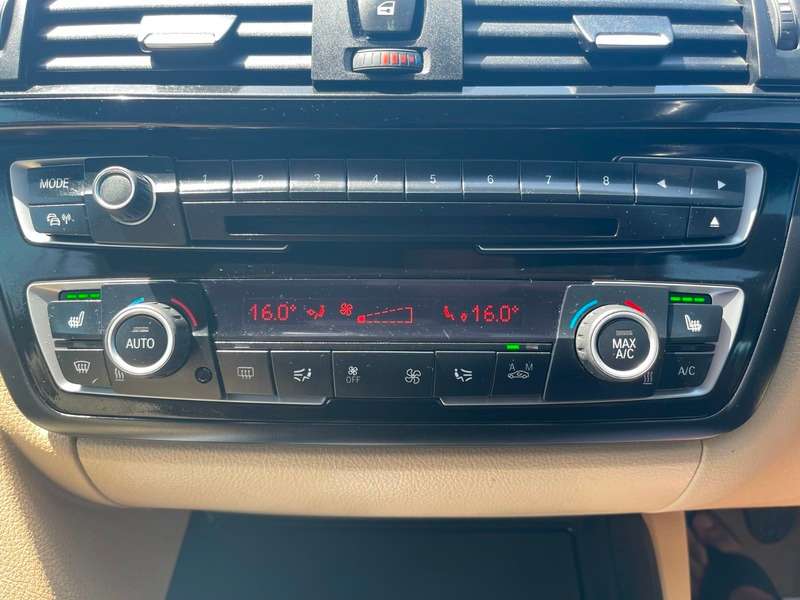 MODE 1 2 3 4 5 6 7 8
16.0° 16.0°
AUTO
MAX A/C
OFF
A M
A/C